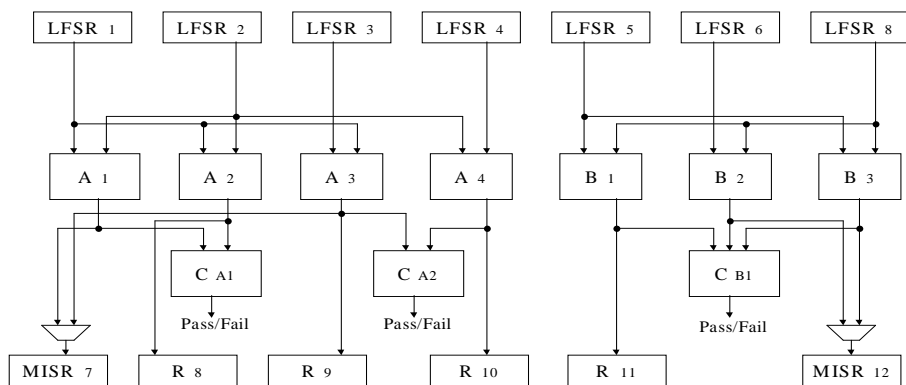 LFSR 1 LFSR 2 LFSR 3 LFSR 4 LFSR 5 LFSR 6 LFSR 8
A 1 A 2 A 3 A 4 B 1 B 2 B 3
C A1 C A2 C B1
Pass/Fail Pass/Fail Pass/Fail
MISR 7 R 8 R 9 R 10 R 11 MISR 12